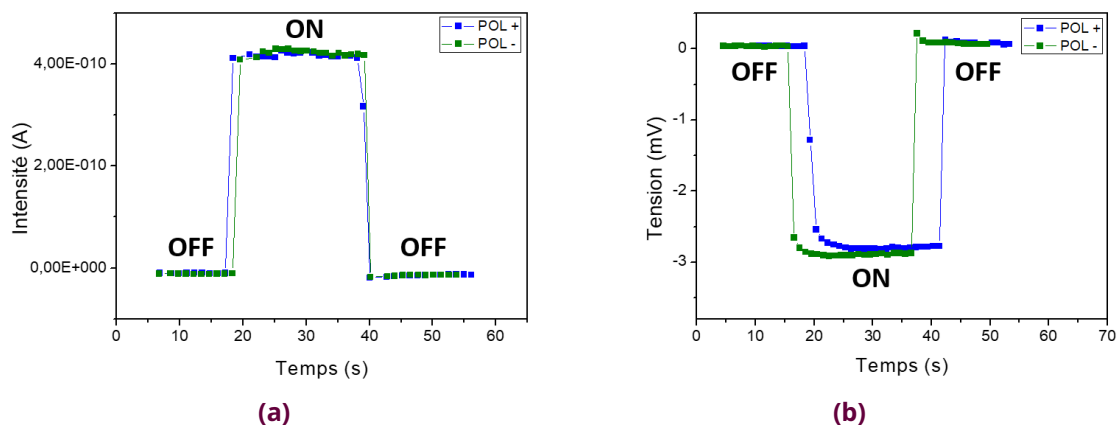 POL +
POL -
ON
4,00E-010
2,00E-010
0,00E+000
Intensité (A)
OFF
OFF
0
10
20
30
40
50
60
Temps (s)
(a)
POL +
POL -
0
-1
-2
-3
Tension (mV)
OFF
OFF
ON
0
10
20
30
40
50
60
70
Temps (s)
(b)